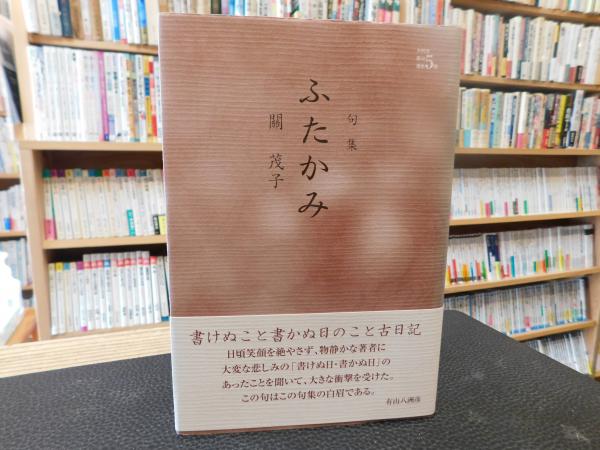 句集
ふたかみ
關 茂子
5
書けぬこと書かぬ日のこと古日記
日頃笑顔を絶やさず、物静かな著者に
大変な悲しみの「書けぬ日・書かぬ日」の
あったことを聞いて、大きな衝撃を受けた。
この句はこの句集の白眉である。
有山八洲彦